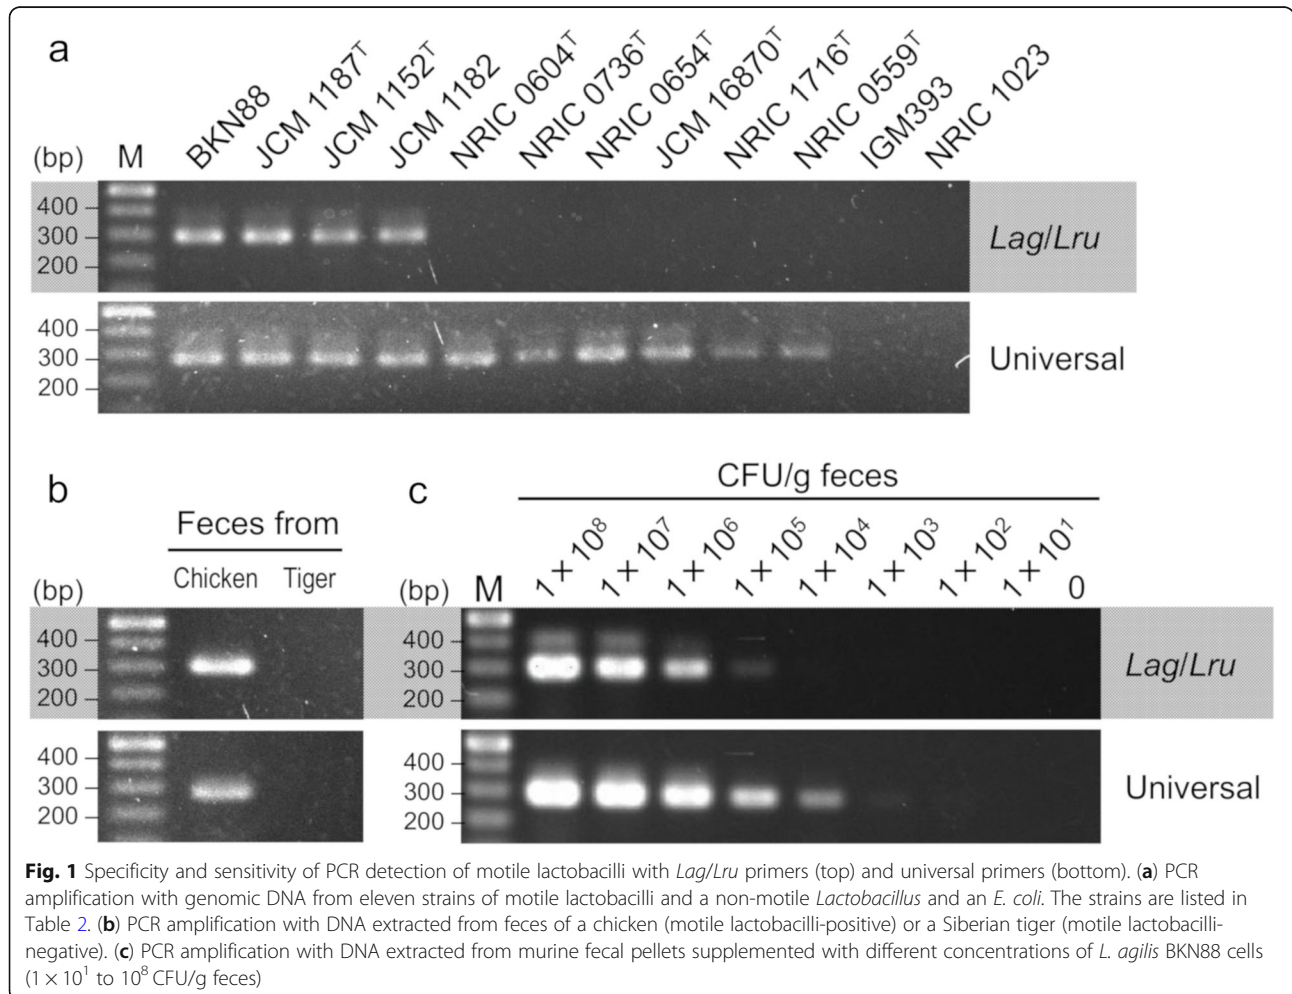 a
BKN88
JCM 1187ᵀ
JCM 1152ᵀ
JCM 1182
NRIC 0604ᵀ
NRIC 0736ᵀ
NRIC 0654ᵀ
JCM 16870ᵀ
NRIC 1716ᵀ
NRIC 0559ᵀ
IGM393
NRIC 1023
(bp) M
400
300
200
Lag/Lru
400
300
200
Universal
b
Feces from
Chicken Tiger
(bp)
400
300
200
400
300
200
c
CFU/g feces
1 × 10⁸
1 × 10⁷
1 × 10⁶
1 × 10⁵
1 × 10⁴
1 × 10³
1 × 10²
1 × 10¹
0
(bp) M
400
300
200
Lag/Lru
400
300
200
Universal
Fig. 1 Specificity and sensitivity of PCR detection of motile lactobacilli with Lag/Lru primers (top) and universal primers (bottom). (a) PCR
amplification with genomic DNA from eleven strains of motile lactobacilli and a non-motile Lactobacillus and an E. coli. The strains are listed in
Table 2. (b) PCR amplification with DNA extracted from feces of a chicken (motile lactobacilli-positive) or a Siberian tiger (motile lactobacilli-
negative). (c) PCR amplification with DNA extracted from murine fecal pellets supplemented with different concentrations of L. agilis BKN88 cells
(1 × 10¹ to 10⁸ CFU/g feces)